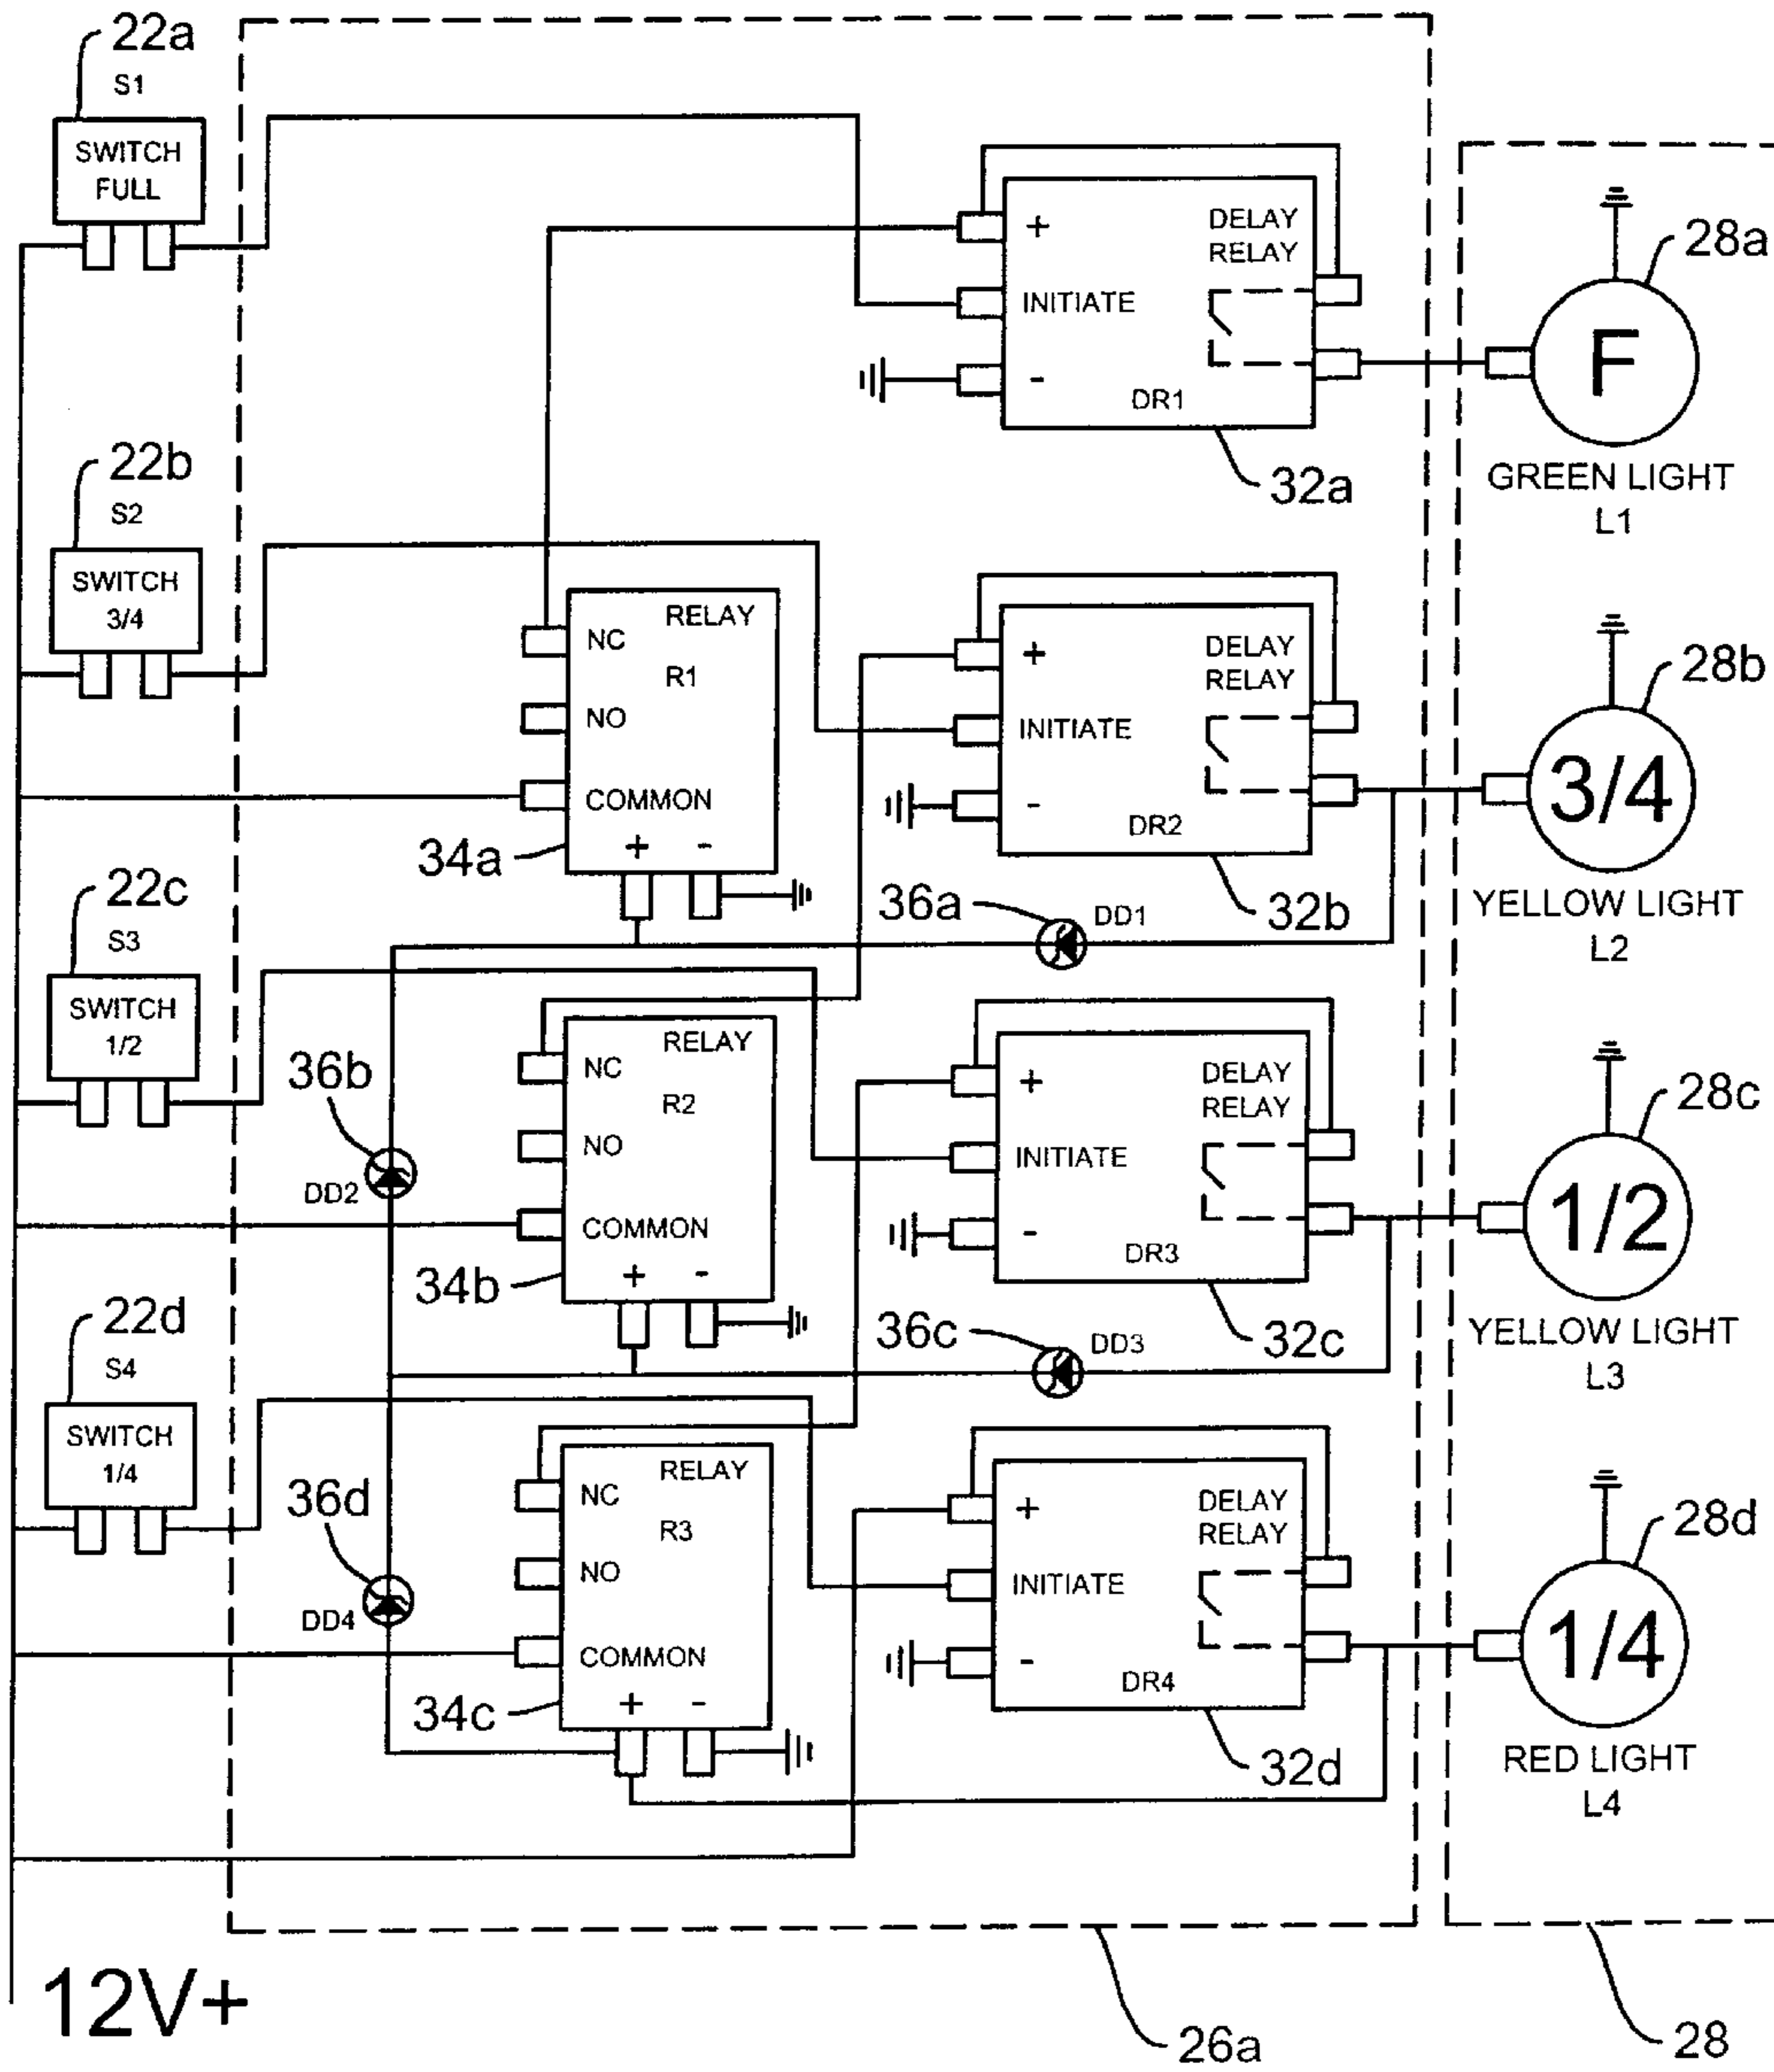 22a
S1
SWITCH
FULL
+
DELAY
RELAY
INITIATE
-
DR1
32a
28a
F
GREEN LIGHT
L1
22b
S2
SWITCH
3/4
NC
RELAY
R1
NO
COMMON
+ -
34a
+
DELAY
RELAY
INITIATE
-
DR2
32b
28b
3/4
YELLOW LIGHT
L2
36a
DD1
22c
S3
SWITCH
1/2
36b
DD2
NC
RELAY
R2
NO
COMMON
+ -
34b
+
DELAY
RELAY
INITIATE
-
DR3
32c
28c
1/2
YELLOW LIGHT
L3
36c
DD3
22d
S4
SWITCH
1/4
36d
DD4
NC
RELAY
R3
NO
COMMON
+ -
34c
+
DELAY
RELAY
INITIATE
-
DR4
32d
28d
1/4
RED LIGHT
L4
12V+
26a
28